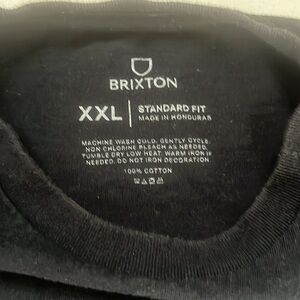 BRIXTON
XXL
STANDARD FIT
MADE IN HONDURAS
MACHINE WASH COLD, GENTLY CYCLE.
NON CHLORINE BLEACH AS NEEDED.
TUMBLE DRY LOW HEAT. WARM IRON IF
NEEDED. DO NOT IRON DECORATION
100% COTTON